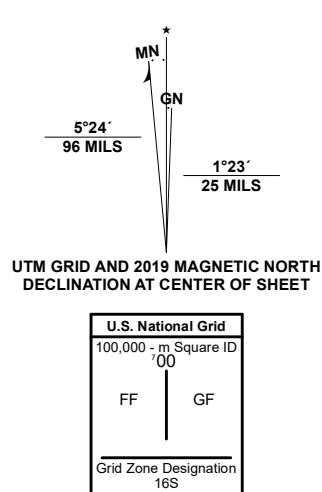 MN
GN
5°24´
96 MILS
1°23´
25 MILS
UTM GRID AND 2019 MAGNETIC NORTH
DECLINATION AT CENTER OF SHEET
U.S. National Grid
100,000 - m Square ID
⁷00
FF GF
Grid Zone Designation
16S